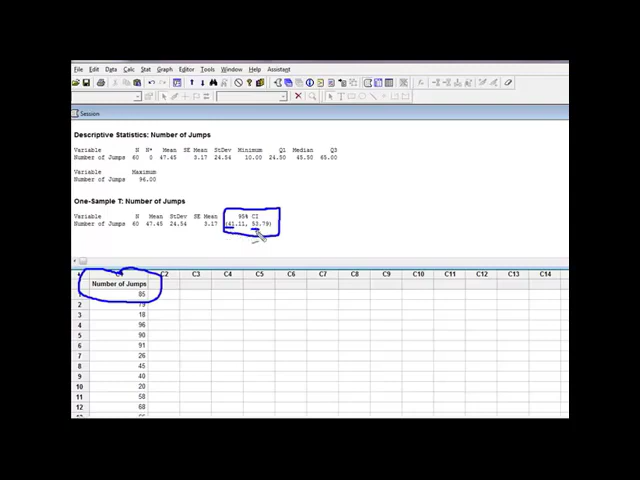 File Edit Data Calc Stat Graph Editor Tools Window Help Assistant
Session
Descriptive Statistics: Number of Jumps
Variable N N* Mean SE Mean StDev Minimum Q1 Median Q3
Number of Jumps 60 0 47.45 3.17 24.54 10.00 24.50 45.50 65.00
Variable Maximum
Number of Jumps 96.00
One-Sample T: Number of Jumps
Variable N Mean StDev SE Mean 95% CI
Number of Jumps 60 47.45 24.54 3.17 (41.11, 53.79)
C2 C3 C4 C5 C6 C7 C8 C9 C10 C11 C12 C13 C14
Number of Jumps
1 85
2 79
3 18
4 96
5 90
6 91
7 26
8 45
9 40
10 20
11 58
12 68